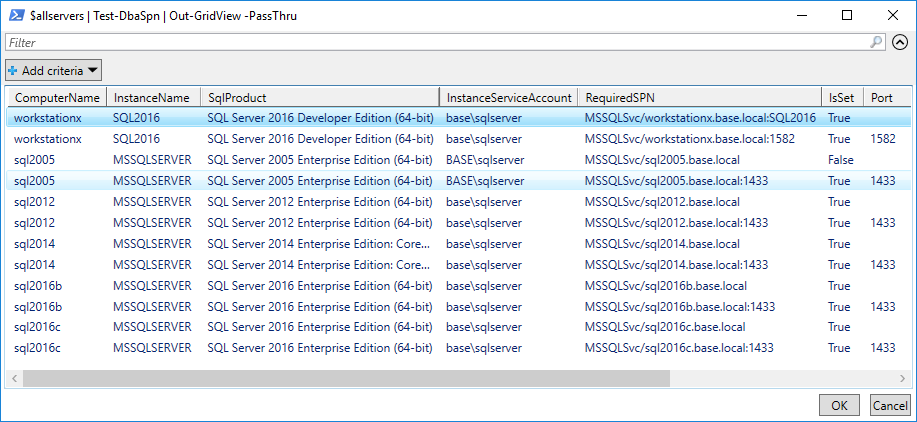 $allservers | Test-DbaSpn | Out-GridView -PassThru
Filter
Add criteria
ComputerName InstanceName SqlProduct InstanceServiceAccount RequiredSPN IsSet Port
workstationx SQL2016 SQL Server 2016 Developer Edition (64-bit) base\sqlserver MSSQLSvc/workstationx.base.local:SQL2016 True
workstationx SQL2016 SQL Server 2016 Developer Edition (64-bit) base\sqlserver MSSQLSvc/workstationx.base.local:1582 True 1582
sql2005 MSSQLSERVER SQL Server 2005 Enterprise Edition (64-bit) BASE\sqlserver MSSQLSvc/sql2005.base.local False
sql2005 MSSQLSERVER SQL Server 2005 Enterprise Edition (64-bit) BASE\sqlserver MSSQLSvc/sql2005.base.local:1433 True 1433
sql2012 MSSQLSERVER SQL Server 2012 Enterprise Edition (64-bit) base\sqlserver MSSQLSvc/sql2012.base.local True
sql2012 MSSQLSERVER SQL Server 2012 Enterprise Edition (64-bit) base\sqlserver MSSQLSvc/sql2012.base.local:1433 True 1433
sql2014 MSSQLSERVER SQL Server 2014 Enterprise Edition: Core... base\sqlserver MSSQLSvc/sql2014.base.local True
sql2014 MSSQLSERVER SQL Server 2014 Enterprise Edition: Core... base\sqlserver MSSQLSvc/sql2014.base.local:1433 True 1433
sql2016b MSSQLSERVER SQL Server 2016 Enterprise Edition (64-bit) base\sqlserver MSSQLSvc/sql2016b.base.local True
sql2016b MSSQLSERVER SQL Server 2016 Enterprise Edition (64-bit) base\sqlserver MSSQLSvc/sql2016b.base.local:1433 True 1433
sql2016c MSSQLSERVER SQL Server 2016 Enterprise Edition (64-bit) base\sqlserver MSSQLSvc/sql2016c.base.local True
sql2016c MSSQLSERVER SQL Server 2016 Enterprise Edition (64-bit) base\sqlserver MSSQLSvc/sql2016c.base.local:1433 True 1433
OK Cancel